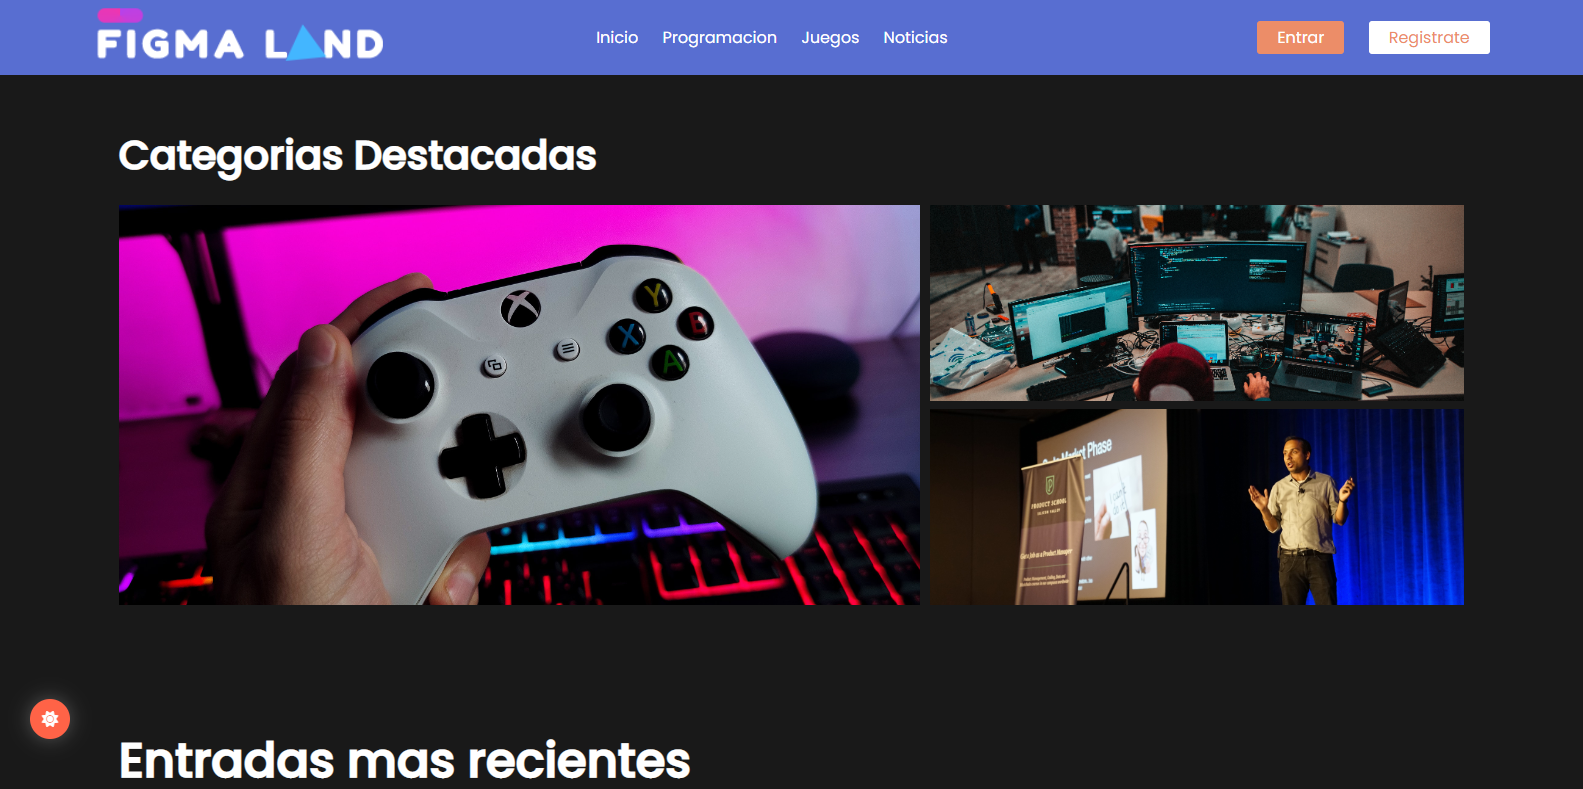 FIGMA LAND
Inicio Programacion Juegos Noticias
Entrar Registrate
Categorias Destacadas
Y
X B
A
Market Phase
PRODUCT SCHOOL
Entradas mas recientes